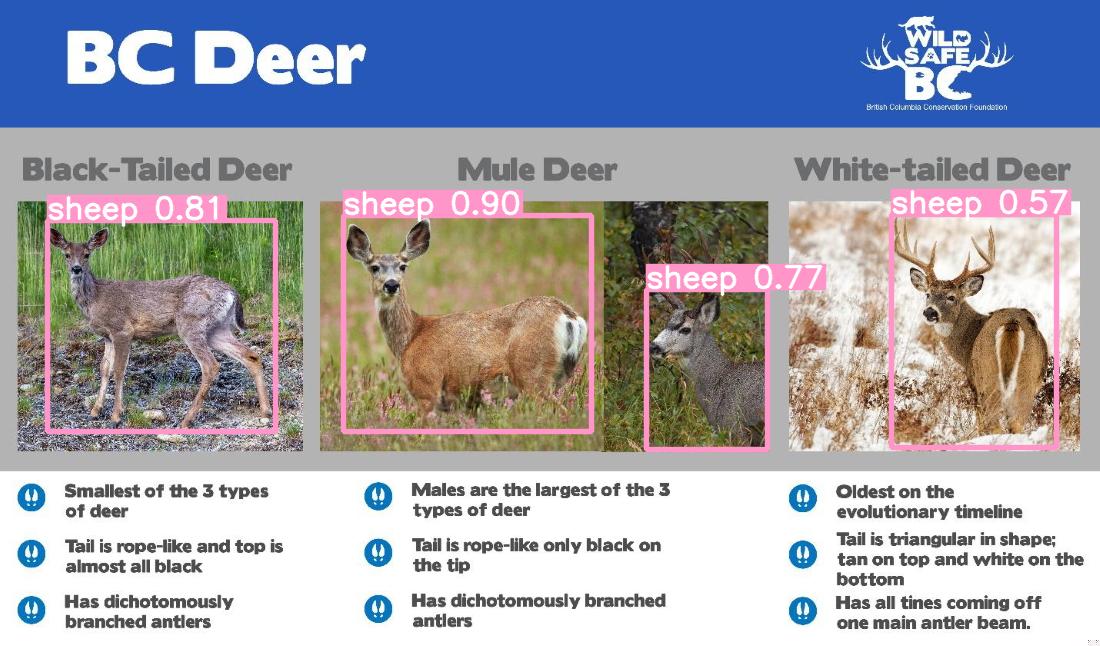 BC Deer
WILD
SAFE
BC
British Columbia Conservation Foundation
Black-Tailed Deer
Mule Deer
White-tailed Deer
sheep 0.81
sheep 0.90
sheep 0.77
sheep 0.57
Smallest of the 3 types
of deer
Tail is rope-like and top is
almost all black
Has dichotomously
branched antlers
Males are the largest of the 3
types of deer
Tail is rope-like only black on
the tip
Has dichotomously branched
antlers
Oldest on the
evolutionary timeline
Tail is triangular in shape;
tan on top and white on the
bottom
Has all tines coming off
one main antler beam.